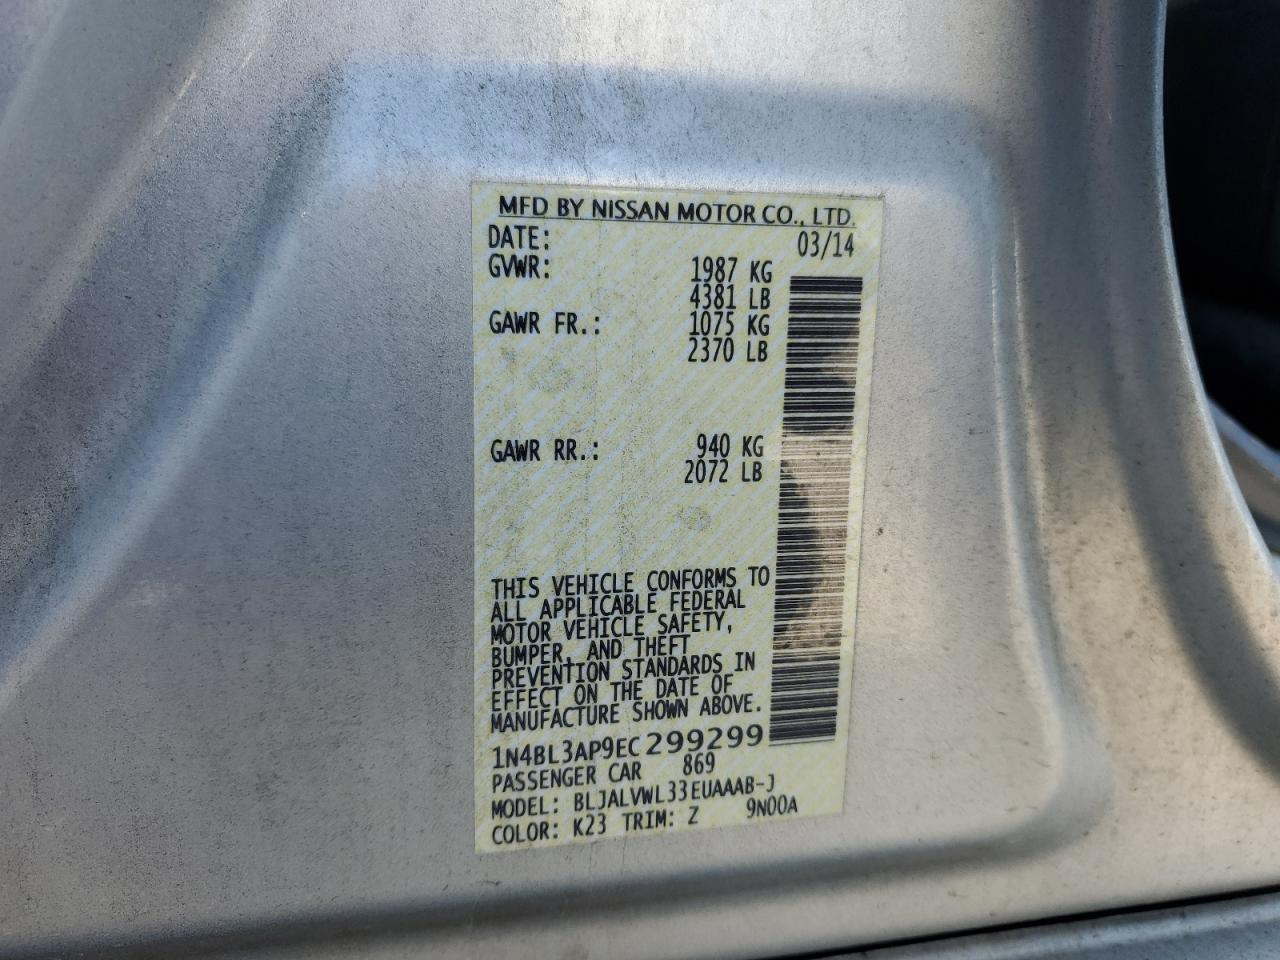 MFD BY NISSAN MOTOR CO., LTD.
DATE: 03/14
GVWR: 1987 KG
4381 LB
GAWR FR.: 1075 KG
2370 LB
GAWR RR.: 940 KG
2072 LB
THIS VEHICLE CONFORMS TO
ALL APPLICABLE FEDERAL
MOTOR VEHICLE SAFETY,
BUMPER, AND THEFT
PREVENTION STANDARDS IN
EFFECT ON THE DATE OF
MANUFACTURE SHOWN ABOVE.
1N4BL3AP9EC299299
PASSENGER CAR 869
MODEL: BLJALVWL33EUAAAB-J
COLOR: K23 TRIM: Z 9N00A